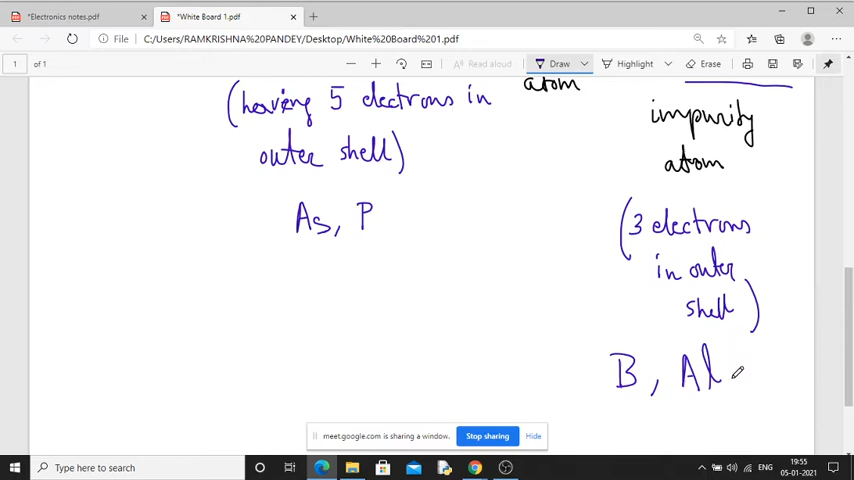 *Electronics notes.pdf
*White Board 1.pdf
File
C:/Users/RAMKRISHNA%20PANDEY/Desktop/White%20Board%201.pdf
1 of 1
Read aloud
Draw
Highlight
Erase
(having 5 electrons in
outer shell)
As, P
atom
impurity
atom
(3 electrons
in outer
shell)
B, Al
meet.google.com is sharing a window.
Stop sharing
Hide
Type here to search
ENG
19:55
05-01-2021